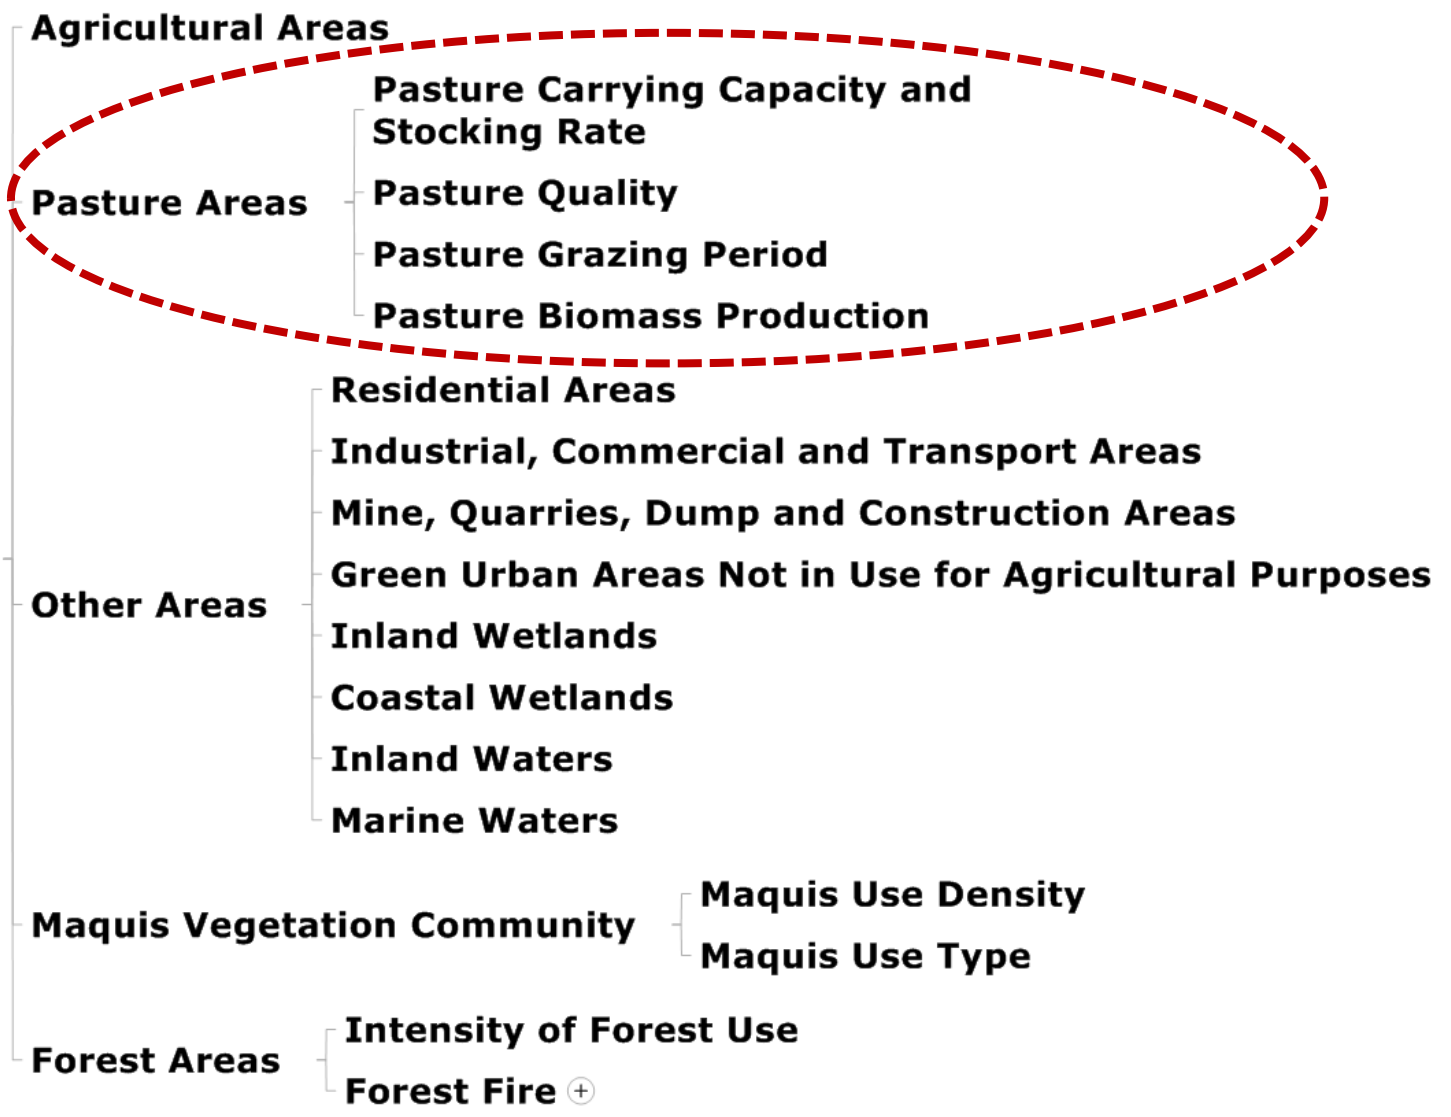 Agricultural Areas
Pasture Areas
Pasture Carrying Capacity and
Stocking Rate
Pasture Quality
Pasture Grazing Period
Pasture Biomass Production
Other Areas
Residential Areas
Industrial, Commercial and Transport Areas
Mine, Quarries, Dump and Construction Areas
Green Urban Areas Not in Use for Agricultural Purposes
Inland Wetlands
Coastal Wetlands
Inland Waters
Marine Waters
Maquis Vegetation Community
Maquis Use Density
Maquis Use Type
Forest Areas
Intensity of Forest Use
Forest Fire +